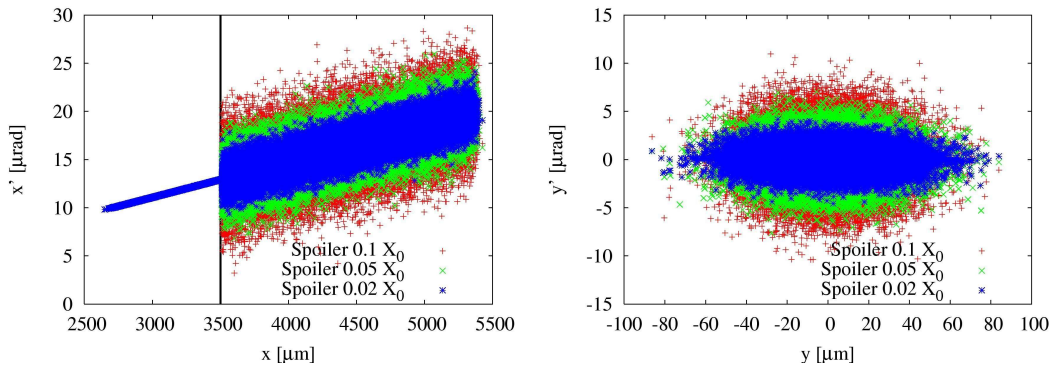 30
25
20
15
10
5
0
2500 3000 3500 4000 4500 5000 5500
x' [μrad]
x [μm]
Spoiler 0.1 X0
Spoiler 0.05 X0
Spoiler 0.02 X0
15
10
5
0
-5
-10
-15
-100 -80 -60 -40 -20 0 20 40 60 80 100
y' [μrad]
y [μm]
Spoiler 0.1 X0
Spoiler 0.05 X0
Spoiler 0.02 X0